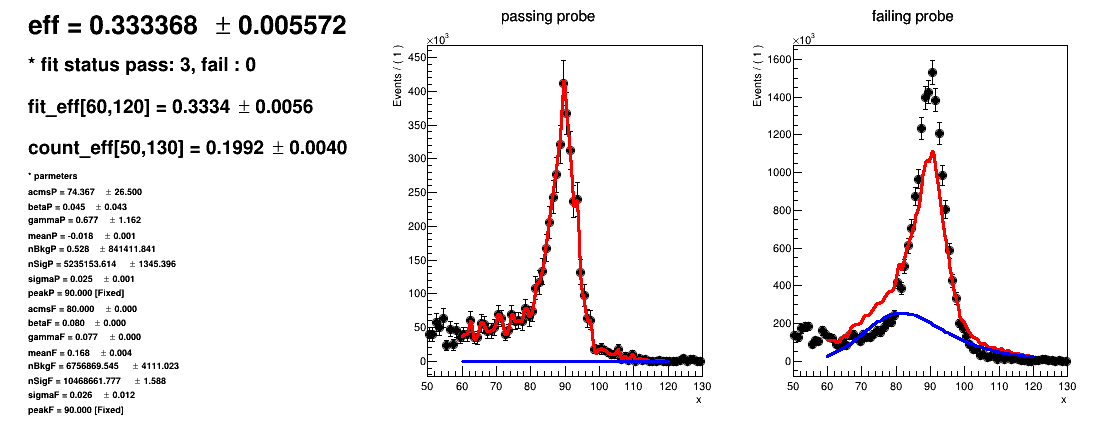 eff = 0.333368 ± 0.005572
* fit status pass: 3, fail : 0
fit_eff[60,120] = 0.3334 ± 0.0056
count_eff[50,130] = 0.1992 ± 0.0040
* parmeters
acmsP = 74.367 ± 26.500
betaP = 0.045 ± 0.043
gammaP = 0.677 ± 1.162
meanP = -0.018 ± 0.001
nBkgP = 0.528 ± 841411.841
nSigP = 5235153.614 ± 1345.396
sigmaP = 0.025 ± 0.001
peakP = 90.000 [Fixed]
acmsF = 80.000 ± 0.000
betaF = 0.080 ± 0.000
gammaF = 0.077 ± 0.000
meanF = 0.168 ± 0.004
nBkgF = 6756869.545 ± 4111.023
nSigF = 10468661.777 ± 1.588
sigmaF = 0.026 ± 0.012
peakF = 90.000 [Fixed]
passing probe
×10³
Events / ( 1 )
450
400
350
300
250
200
150
100
50
0
50 60 70 80 90 100 110 120 130
x
failing probe
×10³
Events / ( 1 )
1600
1400
1200
1000
800
600
400
200
0
50 60 70 80 90 100 110 120 130
x